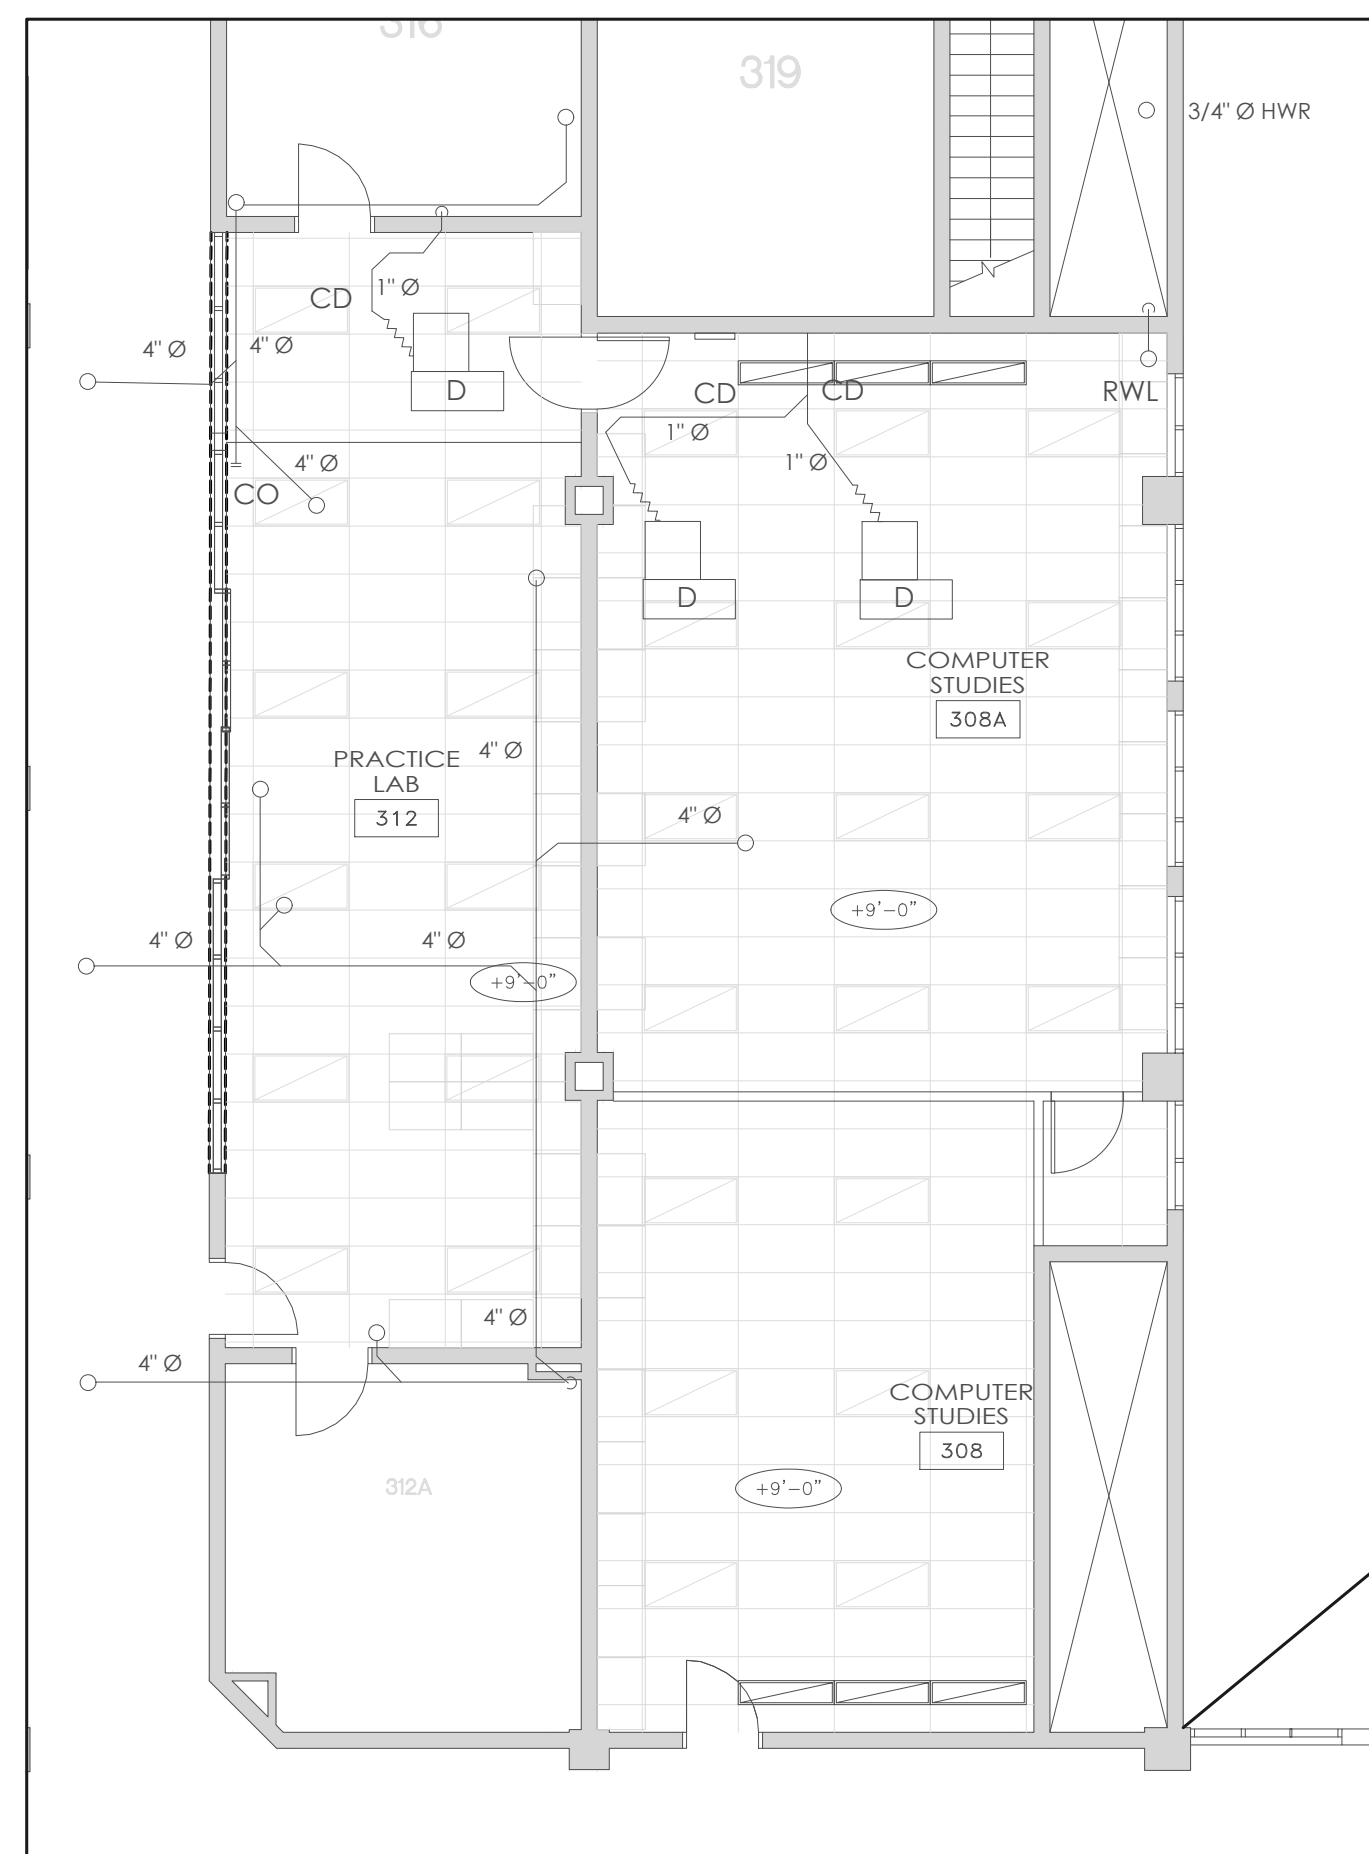 316
319
3/4" Ø HWR
CD
1" Ø
4" Ø
4" Ø
D
CD
CD
RWL
1" Ø
1" Ø
4" Ø
CO
D
D
COMPUTER
STUDIES
308A
4" Ø
PRACTICE
LAB
312
4" Ø
+9'-0"
4" Ø
4" Ø
+9'-0"
4" Ø
4" Ø
COMPUTER
STUDIES
308
312A
+9'-0"